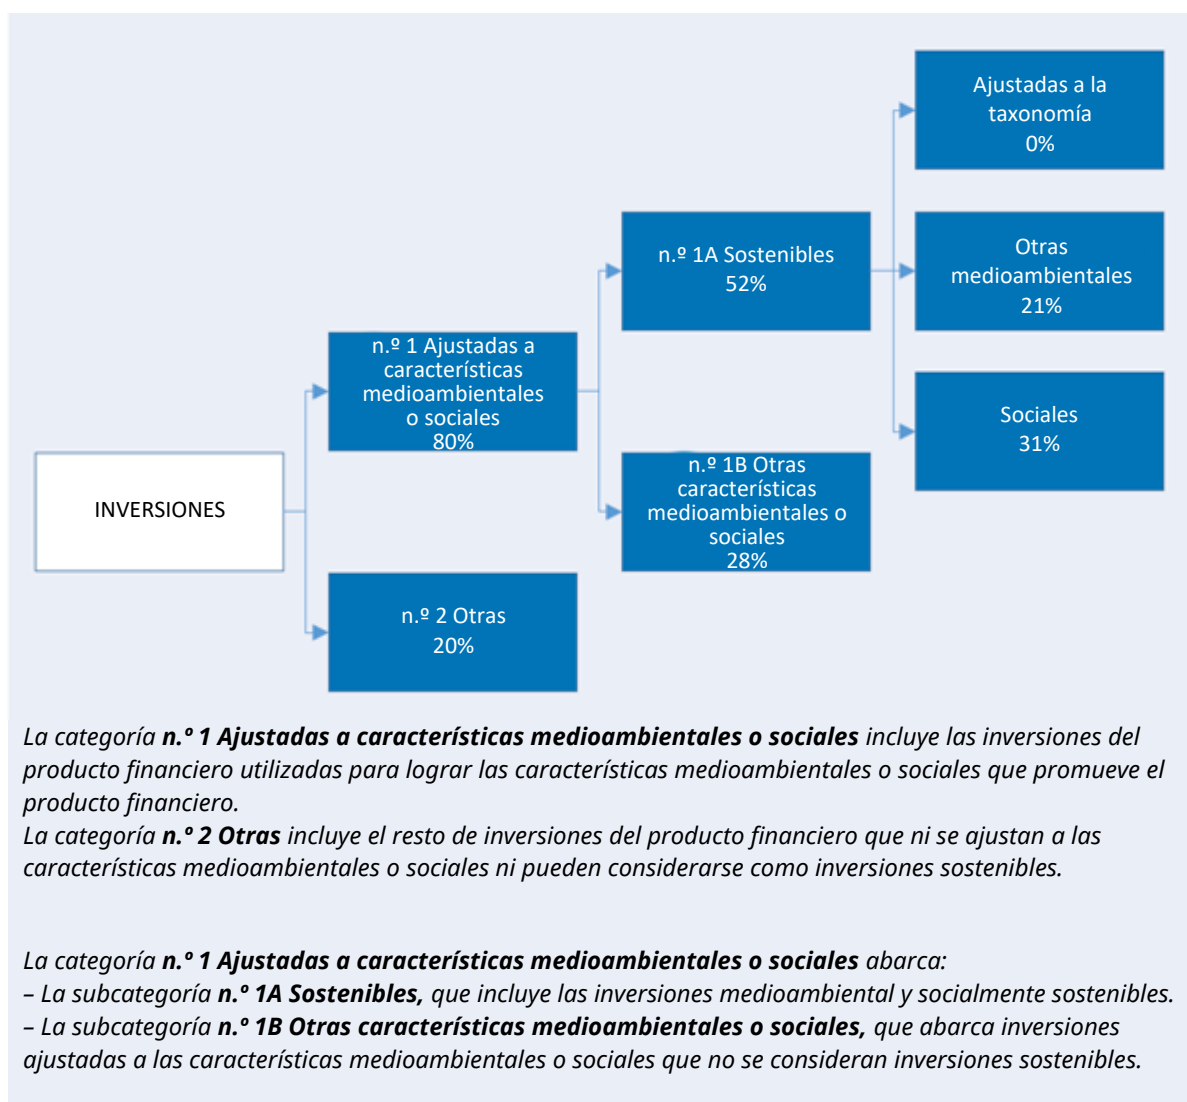 Ajustadas a la
taxonomía
0%
n.º 1A Sostenibles
52%
Otras
medioambientales
21%
n.º 1 Ajustadas a
características
medioambientales
o sociales
80%
Sociales
31%
n.º 1B Otras
características
medioambientales o
sociales
28%
INVERSIONES
n.º 2 Otras
20%
La categoría n.º 1 Ajustadas a características medioambientales o sociales incluye las inversiones del
producto financiero utilizadas para lograr las características medioambientales o sociales que promueve el
producto financiero.
La categoría n.º 2 Otras incluye el resto de inversiones del producto financiero que ni se ajustan a las
características medioambientales o sociales ni pueden considerarse como inversiones sostenibles.
La categoría n.º 1 Ajustadas a características medioambientales o sociales abarca:
– La subcategoría n.º 1A Sostenibles, que incluye las inversiones medioambiental y socialmente sostenibles.
– La subcategoría n.º 1B Otras características medioambientales o sociales, que abarca inversiones
ajustadas a las características medioambientales o sociales que no se consideran inversiones sostenibles.